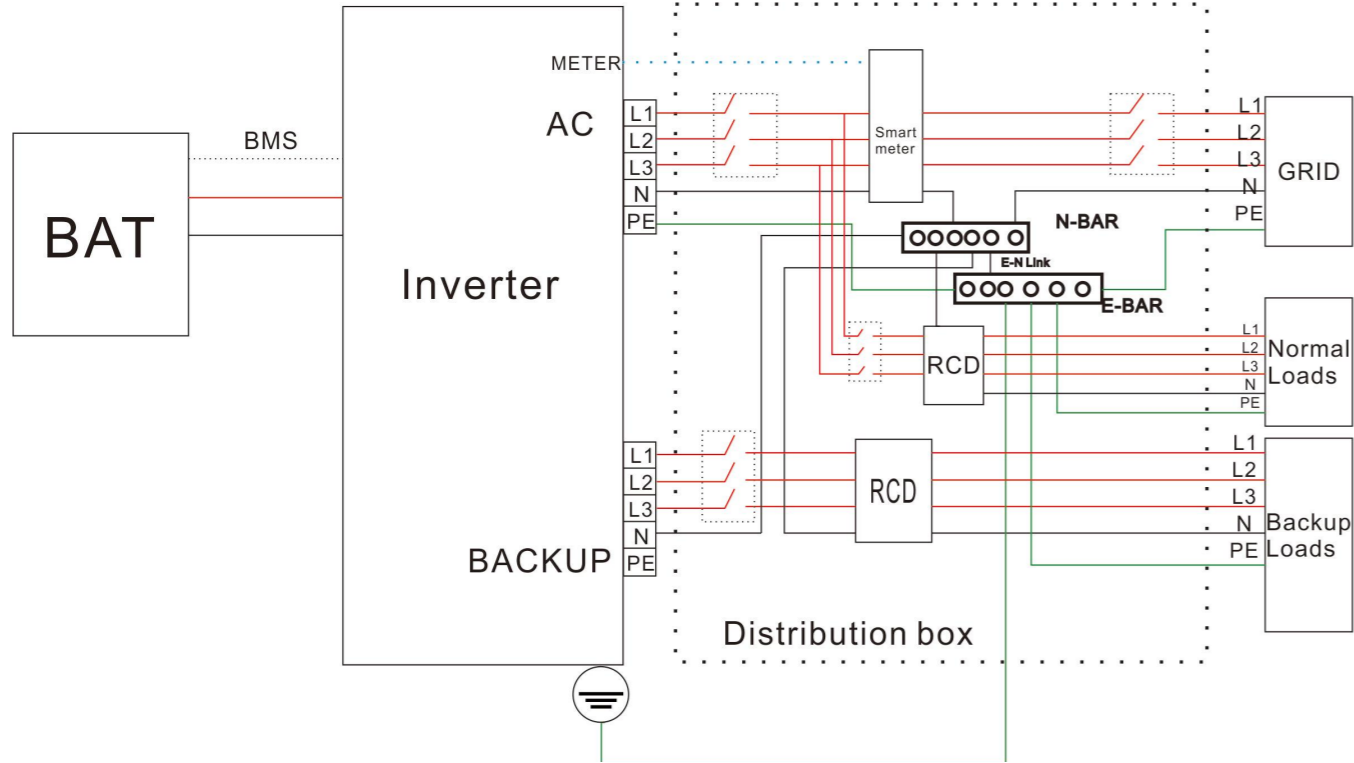 METER
AC
L1
L2
L3
N
PE
BMS
BAT
Inverter
Smart
meter
L1
L2
L3
N
PE
GRID
N-BAR
E-N Link
E-BAR
RCD
L1
L2
L3
N
PE
Normal
Loads
L1
L2
L3
N
PE
BACKUP
RCD
L1
L2
L3
N
PE
Backup
Loads
Distribution box